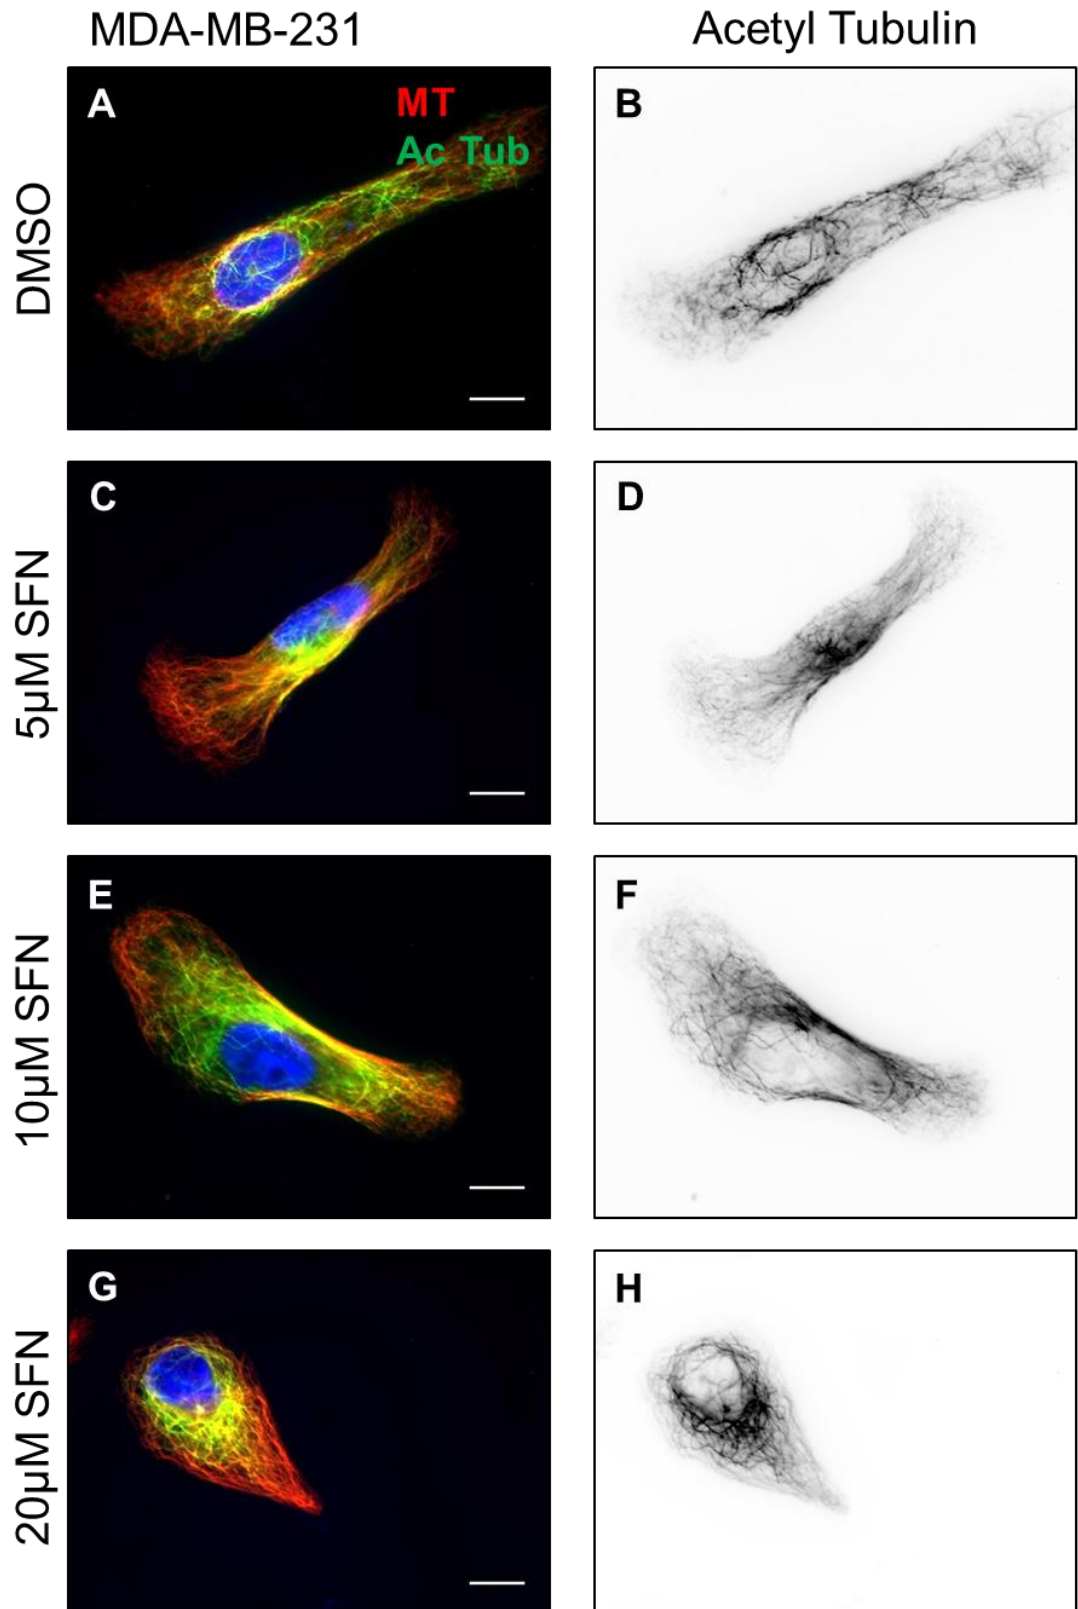 MDA-MB-231
Acetyl Tubulin
DMSO
A
MT
Ac Tub
B
5µM SFN
C
D
10µM SFN
E
F
20µM SFN
G
H